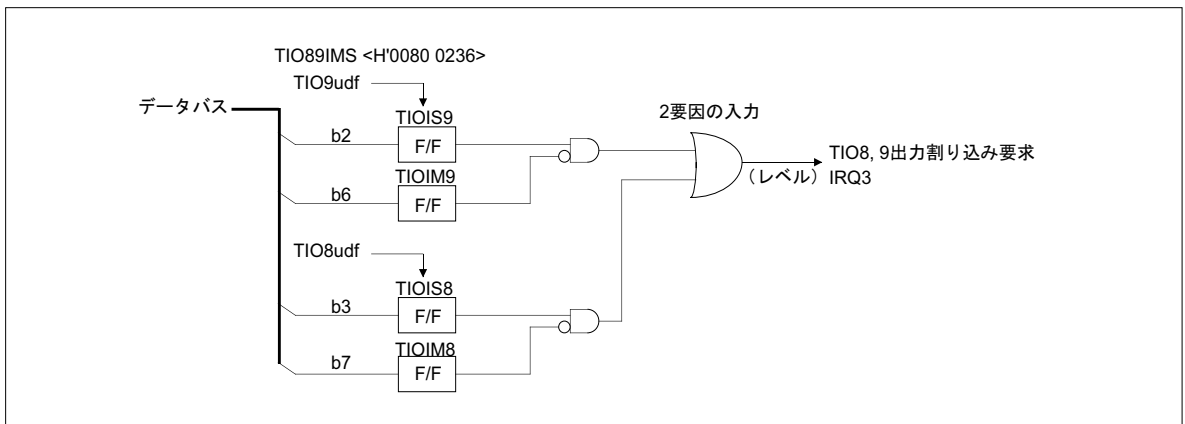 TIO89IMS <H'0080 0236>
TIO9udf
データバス
TIOIS9
2要因の入力
b2
F/F
TIO8, 9出力割り込み要求
(レベル) IRQ3
TIOIM9
b6
F/F
TIO8udf
TIOIS8
b3
F/F
TIOIM8
b7
F/F